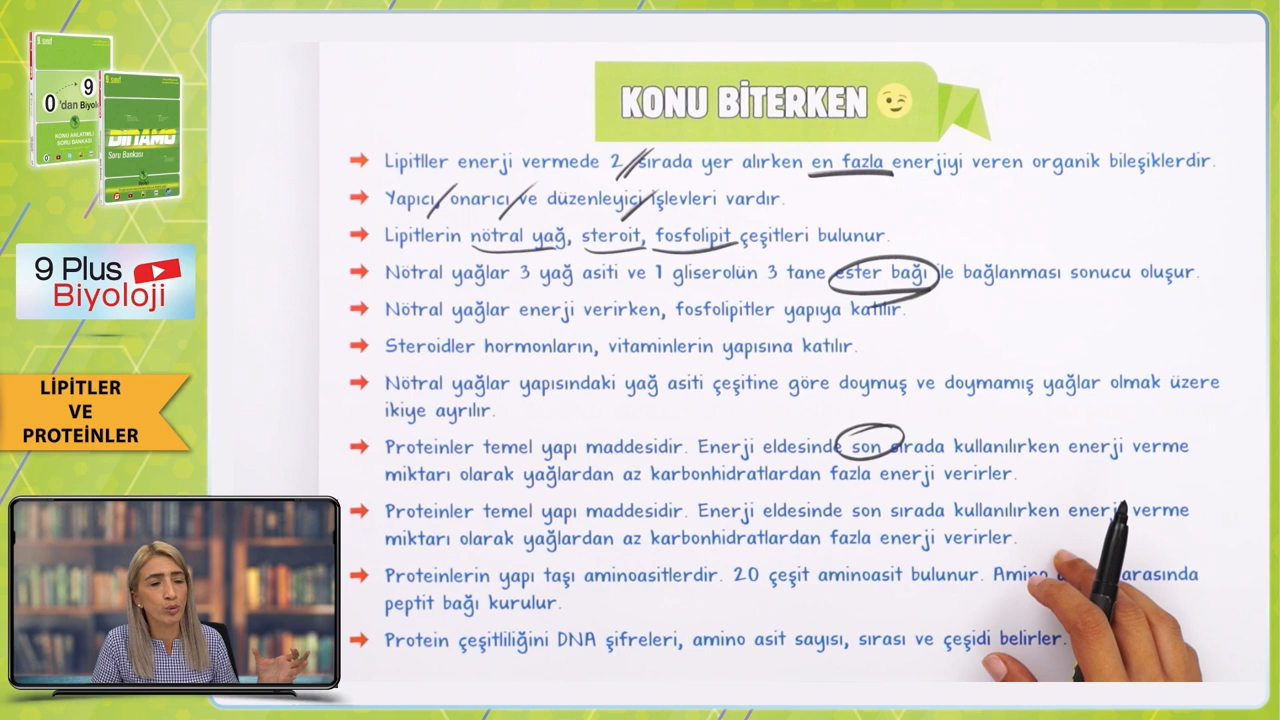 9.sınıf
0 'dan 9
Biyolo
KONU ANLATIMLI
SORU BANKASI
9.sınıf
DİNAMO
Soru Bankası
9 Plus
Biyoloji
LİPİTLER
VE
PROTEİNLER
KONU BİTERKEN
Lipitller enerji vermede 2. sırada yer alırken en fazla enerjiyi veren organik bileşiklerdir.
Yapıcı, onarıcı ve düzenleyici işlevleri vardır.
Lipitlerin nötral yağ, steroit, fosfolipit çeşitleri bulunur.
Nötral yağlar 3 yağ asiti ve 1 gliserolün 3 tane ester bağı ile bağlanması sonucu oluşur.
Nötral yağlar enerji verirken, fosfolipitler yapıya katılır.
Steroidler hormonların, vitaminlerin yapısına katılır.
Nötral yağlar yapısındaki yağ asiti çeşitine göre doymuş ve doymamış yağlar olmak üzere
ikiye ayrılır.
Proteinler temel yapı maddesidir. Enerji eldesinde son sırada kullanılırken enerji verme
miktarı olarak yağlardan az karbonhidratlardan fazla enerji verirler.
Proteinler temel yapı maddesidir. Enerji eldesinde son sırada kullanılırken enerji verme
miktarı olarak yağlardan az karbonhidratlardan fazla enerji verirler.
Proteinlerin yapı taşı aminoasitlerdir. 20 çeşit aminoasit bulunur. Amino arasında
peptit bağı kurulur.
Protein çeşitliliğini DNA şifreleri, amino asit sayısı, sırası ve çeşidi belirler.